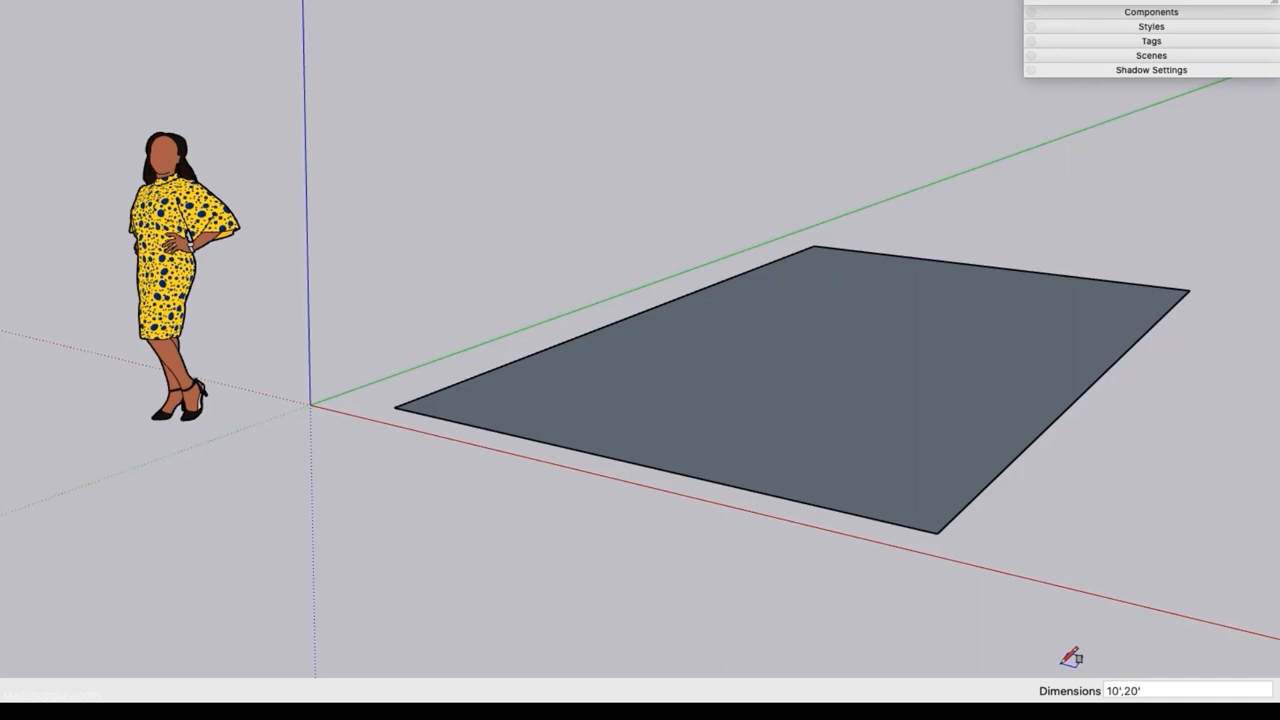 Components
Styles
Tags
Scenes
Shadow Settings
Dimensions 10',20'